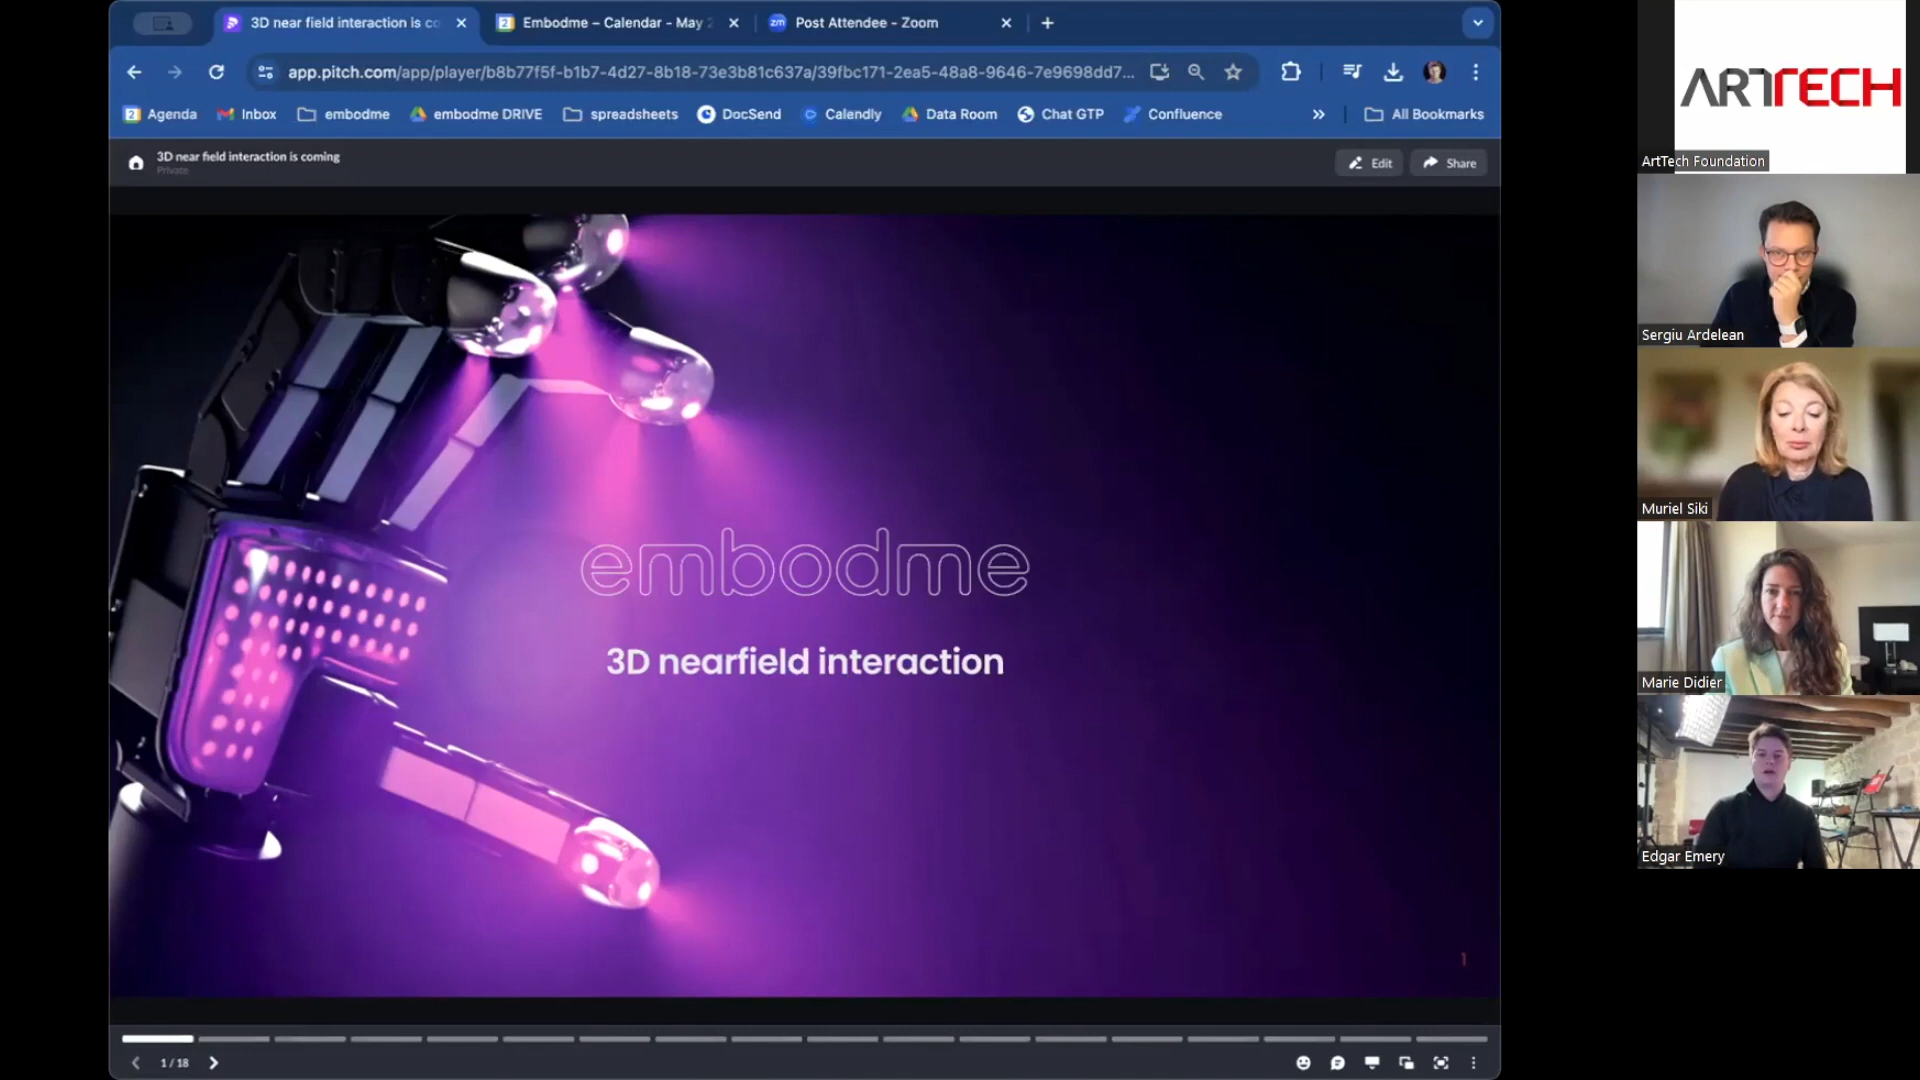 3D near field interaction is co
Embodme – Calendar - May 2
Post Attendee - Zoom
app.pitch.com/app/player/b8b77f5f-b1b7-4d27-8b18-73e3b81c637a/39fbc171-2ea5-48a8-9646-7e9698dd7...
Agenda
Inbox
embodme
embodme DRIVE
spreadsheets
DocSend
Calendly
Data Room
Chat GTP
Confluence
All Bookmarks
3D near field interaction is coming
Private
Edit
Share
embodme
3D nearfield interaction
1
1 / 18
ARTTECH
ArtTech Foundation
Sergiu Ardelean
Muriel Siki
Marie Didier
Edgar Emery